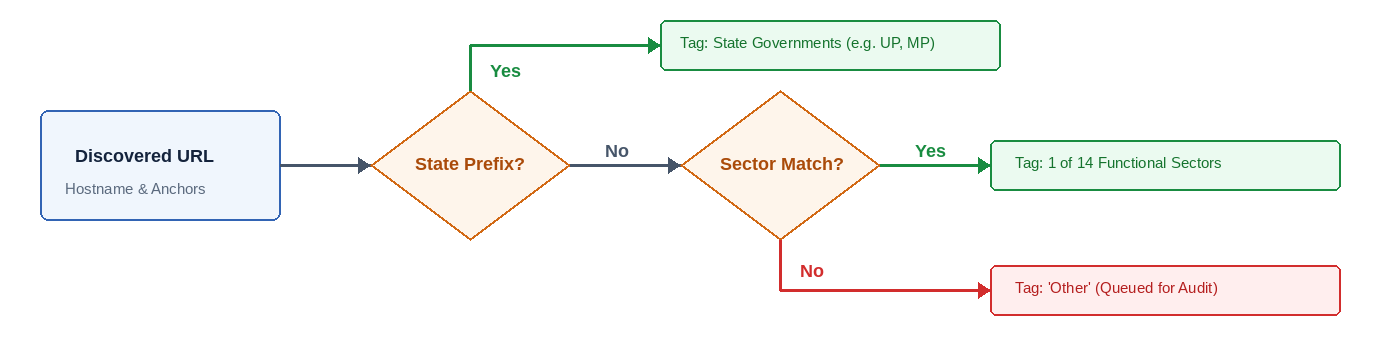 Discovered URL
Hostname & Anchors
State Prefix?
Yes
Tag: State Governments (e.g. UP, MP)
No
Sector Match?
Yes
Tag: 1 of 14 Functional Sectors
No
Tag: 'Other' (Queued for Audit)